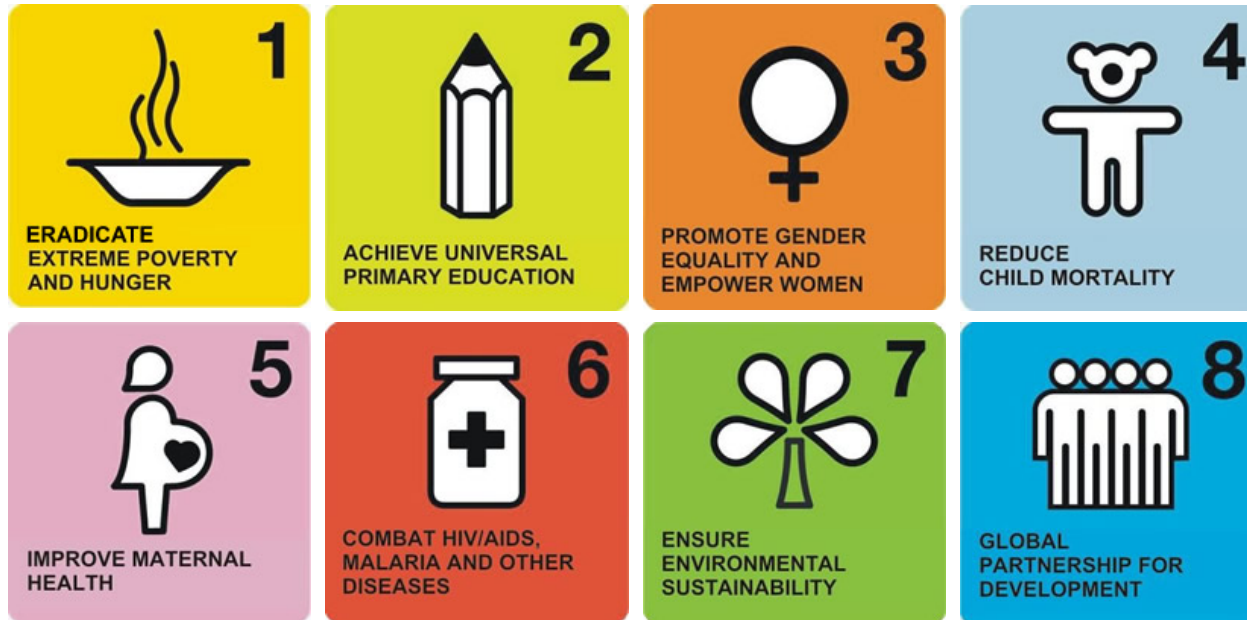 1
ERADICATE
EXTREME POVERTY
AND HUNGER
2
ACHIEVE UNIVERSAL
PRIMARY EDUCATION
3
PROMOTE GENDER
EQUALITY AND
EMPOWER WOMEN
4
REDUCE
CHILD MORTALITY
5
IMPROVE MATERNAL
HEALTH
6
COMBAT HIV/AIDS,
MALARIA AND OTHER
DISEASES
7
ENSURE
ENVIRONMENTAL
SUSTAINABILITY
8
GLOBAL
PARTNERSHIP FOR
DEVELOPMENT